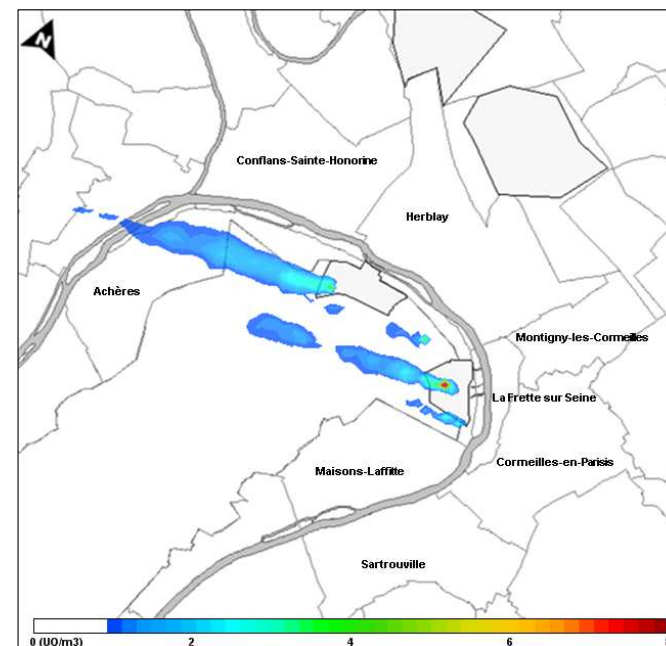 N
Conflans-Sainte-Honorine
Herblay
Achères
Montigny-les-Cormeilles
La Frette sur Seine
Cormeilles-en-Parisis
Maisons-Laffitte
Sartrouville
0 (UO/m3) 2 4 6